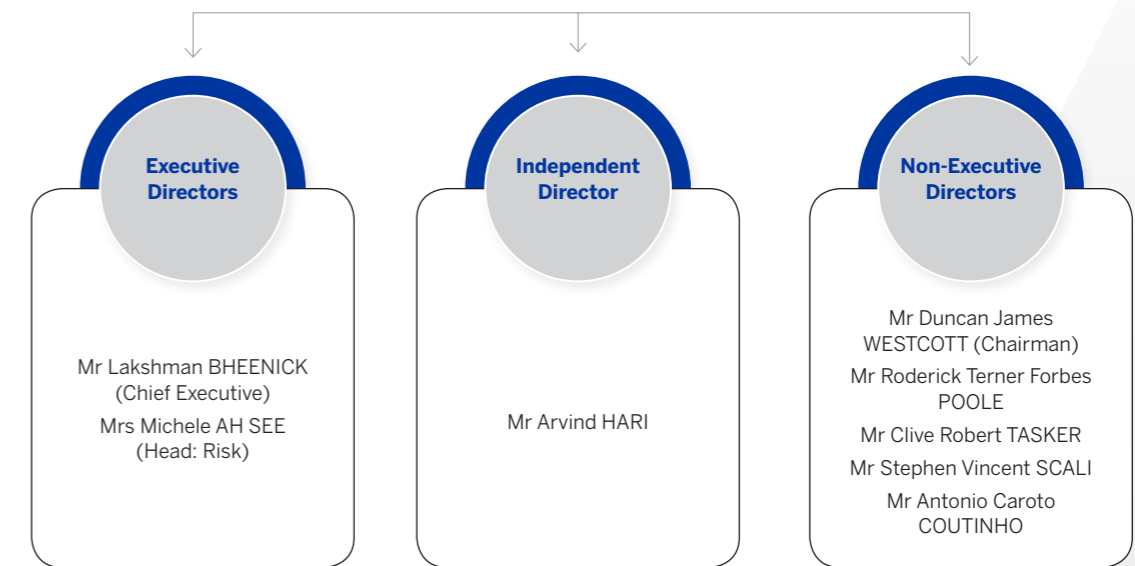 Executive
Directors
Mr Lakshman BHEENICK
(Chief Executive)
Mrs Michele AH SEE
(Head: Risk)
Independent
Director
Mr Arvind HARI
Non-Executive
Directors
Mr Duncan James
WESTCOTT (Chairman)
Mr Roderick Terner Forbes
POOLE
Mr Clive Robert TASKER
Mr Stephen Vincent SCALI
Mr Antonio Caroto
COUTINHO